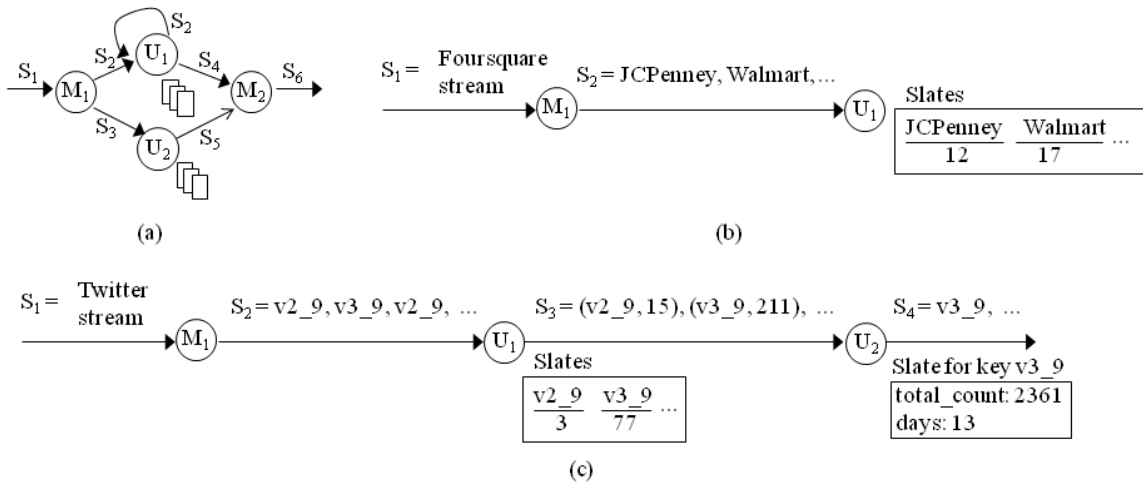 S₂
S₂ U₁ S₄
S₁ S₆
M₁ M₂
S₃ S₅
U₂
(a)
S₁ = Foursquare stream
S₂ = JCPenney, Walmart, ...
M₁ U₁
Slates
JCPenney Walmart ...
12 17
(b)
S₁ = Twitter stream
S₂ = v2_9, v3_9, v2_9, ...
S₃ = (v2_9, 15), (v3_9, 211), ...
S₄ = v3_9, ...
M₁ U₁ U₂
Slates
v2_9 v3_9 ...
3 77
Slate for key v3_9
total_count: 2361
days: 13
(c)